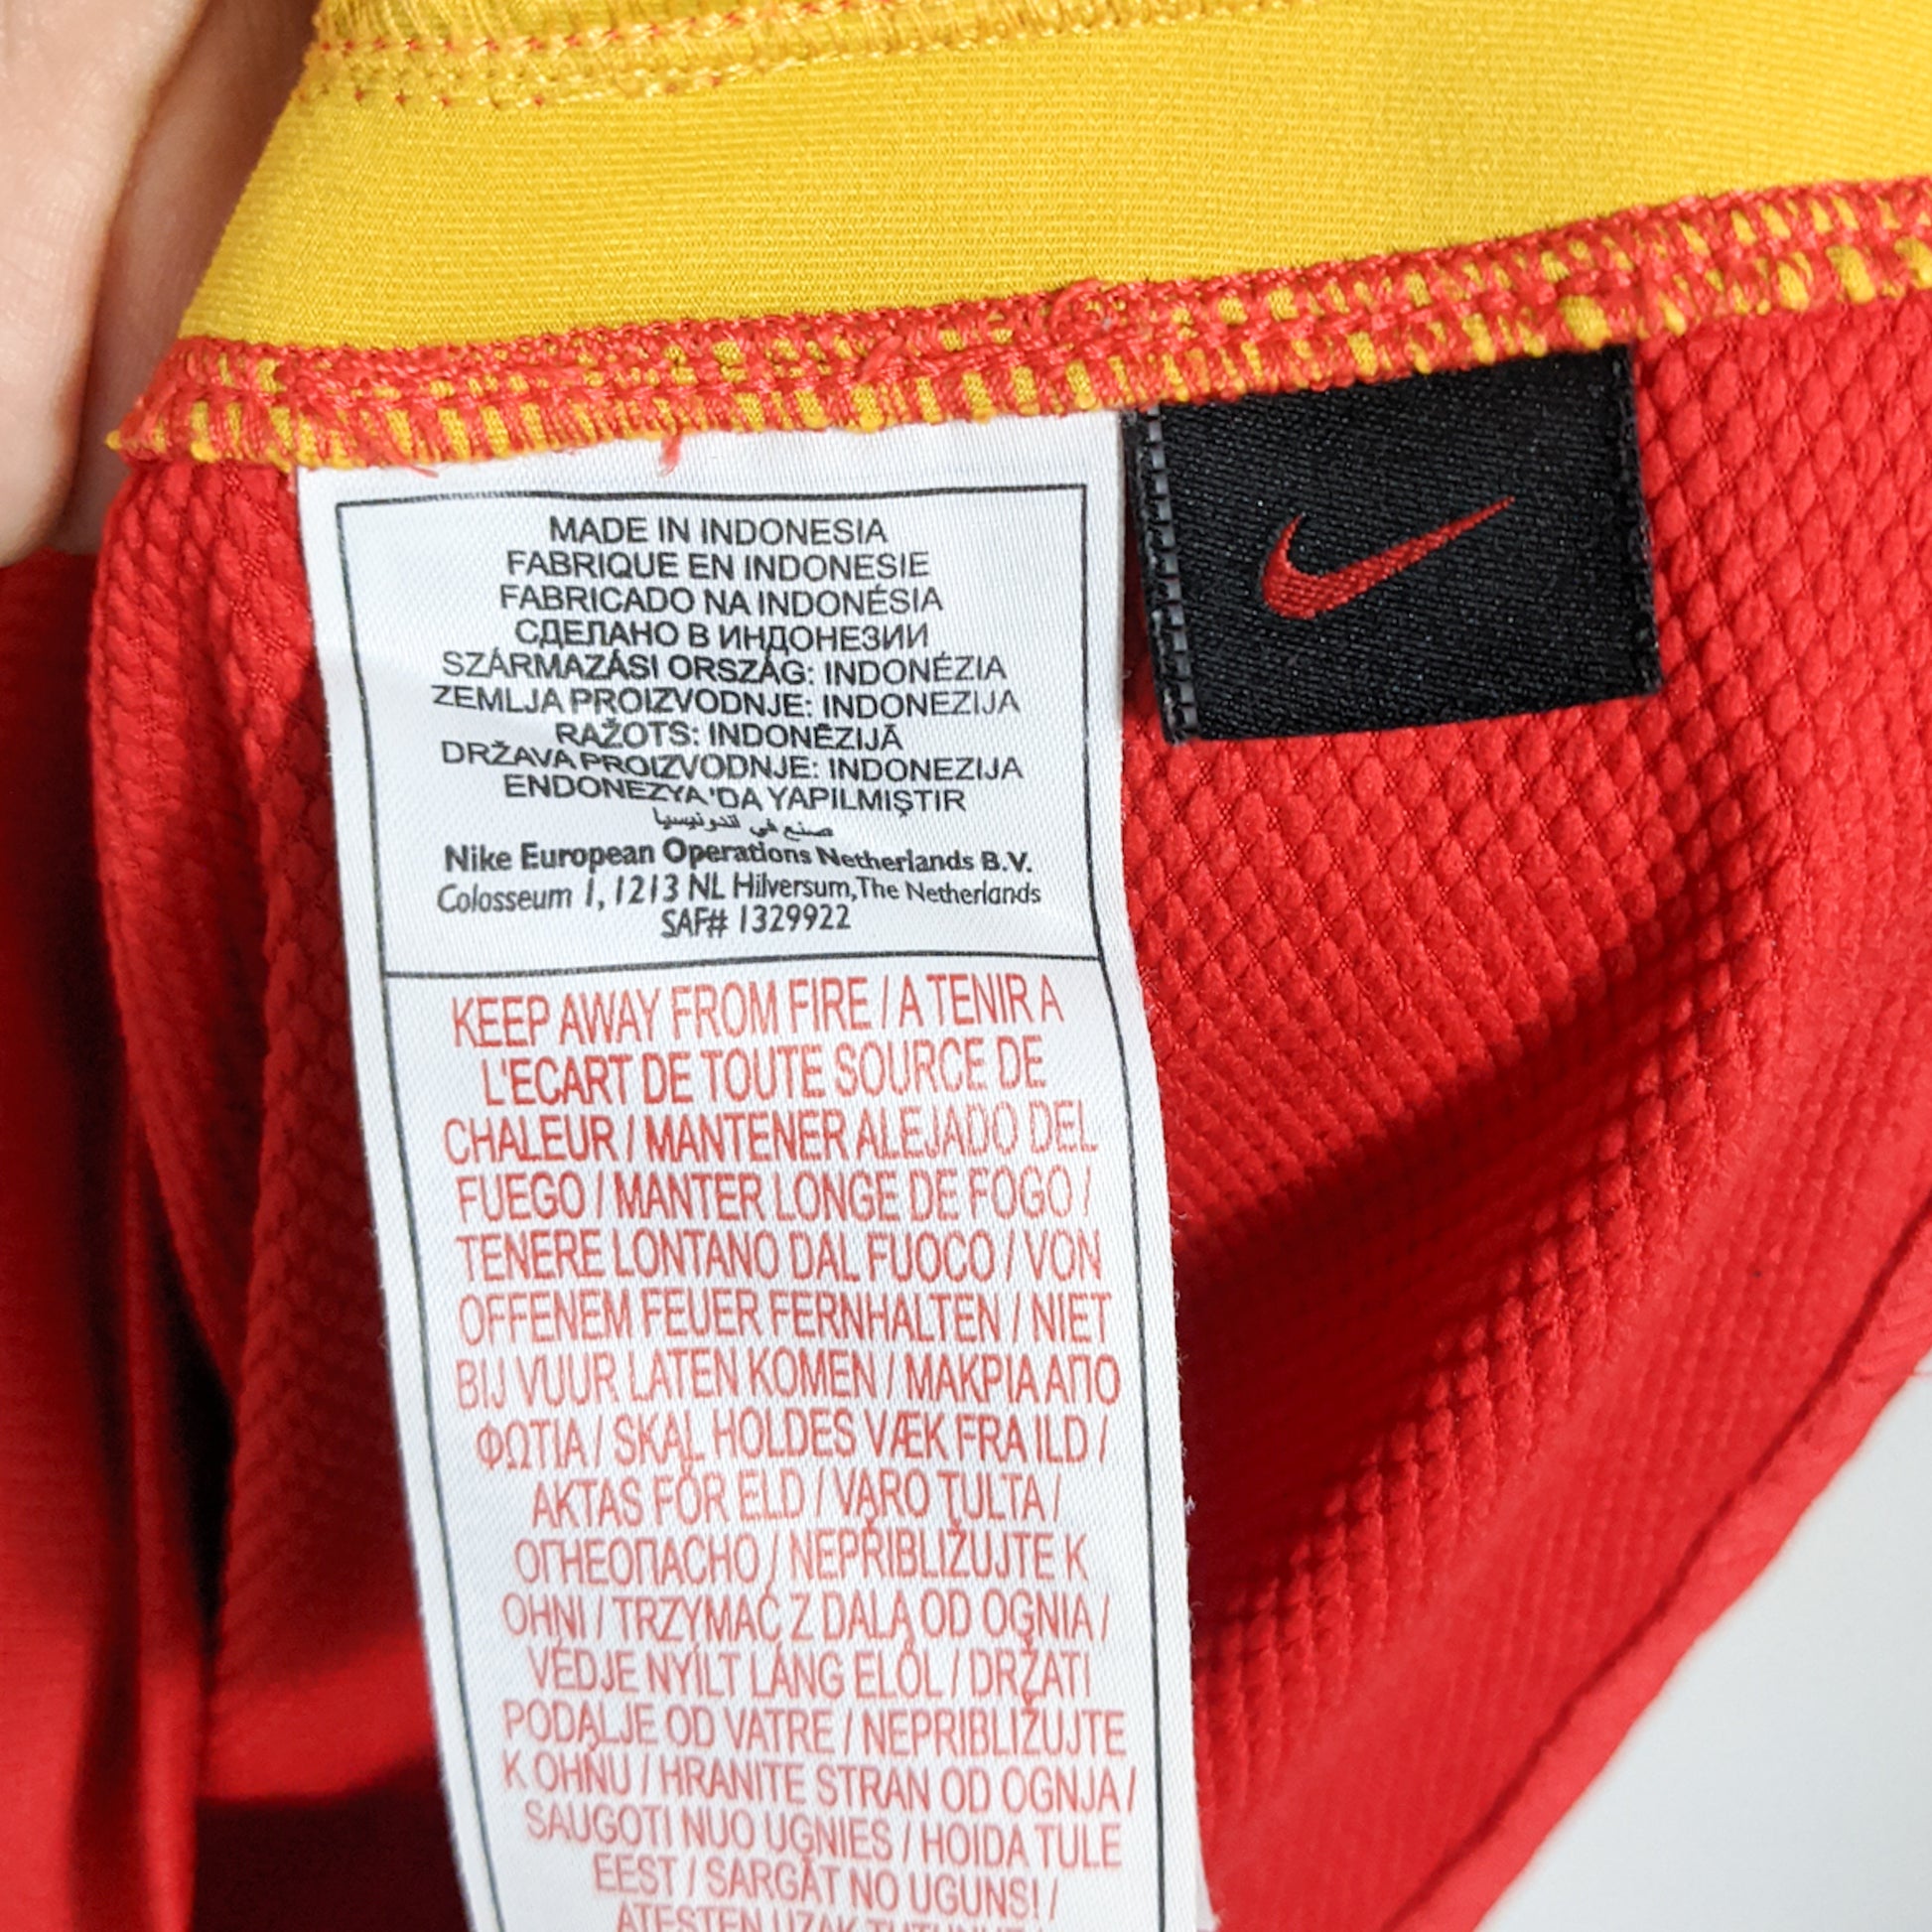 MADE IN INDONESIA
FABRIQUE EN INDONESIE
FABRICADO NA INDONÉSIA
СДЕЛАНО В ИНДОНЕЗИИ
SZÁRMAZÁSI ORSZÁG: INDONÉZIA
ZEMLJA PROIZVODNJE: INDONEZIJA
RAŽOTS: INDONĒZIJĀ
DRŽAVA PROIZVODNJE: INDONEZIJA
ENDONEZYA'DA YAPILMIŞTIR
صنع في اندونيسيا
Nike European Operations Netherlands B.V.
Colosseum 1, 1213 NL Hilversum, The Netherlands
SAF# 1329922
KEEP AWAY FROM FIRE / A TENIR A
L'ECART DE TOUTE SOURCE DE
CHALEUR / MANTENER ALEJADO DEL
FUEGO / MANTER LONGE DE FOGO /
TENERE LONTANO DAL FUOCO / VON
OFFENEM FEUER FERNHALTEN / NIET
BIJ VUUR LATEN KOMEN / ΜΑΚΡΙΑ ΑΠΟ
ΦΩΤΙΑ / SKAL HOLDES VÆK FRA ILD /
AKTAS FÖR ELD / VARO TULTA /
ОГНЕОПАСНО / NEPŘIBLIŽUJTE K
OHNI / TRZYMAĆ Z DALA OD OGNIA /
VÉDJE NYÍLT LÁNG ELŐL / DRŽATI
PODALJE OD VATRE / NEPRIBLIŽUJTE
K OHŇU / HRANITE STRAN OD OGNJA /
SAUGOTI NUO UGNIES / HOIDA TULE
EEST / SARGĀT NO UGUNS! /
ATEŞTEN UZAK TUTUNUZ